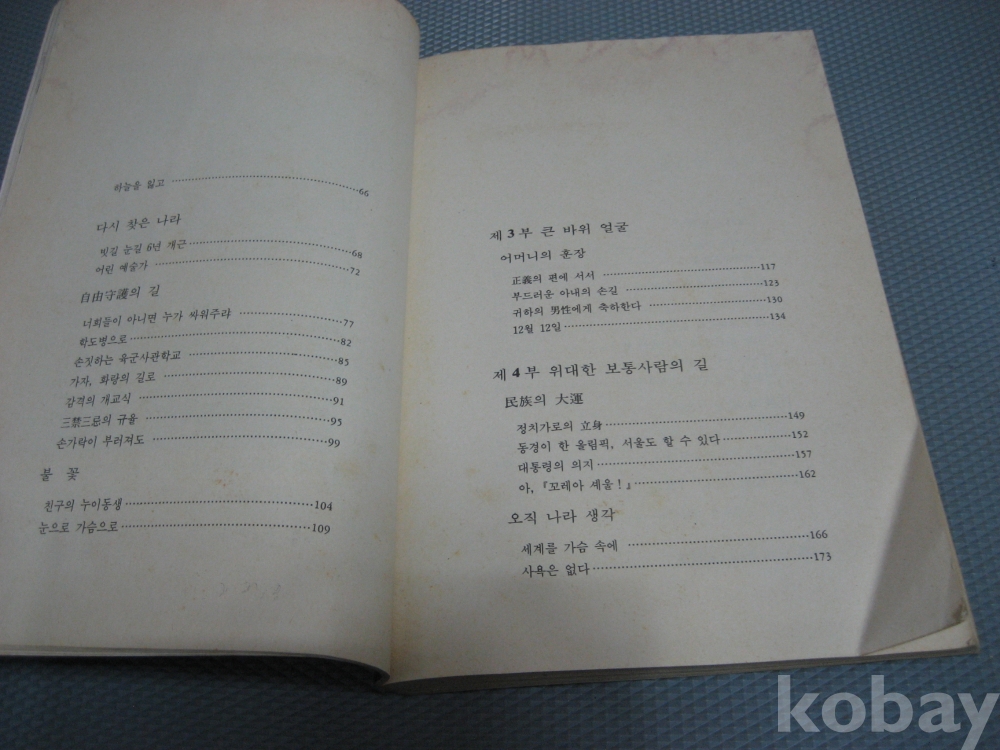 하늘을 잃고 ······ 66
다시 찾은 나라
빗길 눈길 6년 개근 ······ 68
어린 예술가 ······ 72
自由守護의 길
너희들이 아니면 누가 싸워주랴 ······ 77
학도병으로 ······ 82
손짓하는 육군사관학교 ······ 85
가자, 화랑의 길로 ······ 89
감격의 개교식 ······ 91
三禁三忌의 규율 ······ 95
손가락이 부러져도 ······ 99
불 꽃
친구의 누이동생 ······ 104
눈으로 가슴으로 ······ 109
제 3 부 큰 바위 얼굴
어머니의 훈장
正義의 편에 서서 ······ 117
부드러운 아내의 손길 ······ 123
귀하의 男性에게 축하한다 ······ 130
12월 12일 ······ 134
제 4 부 위대한 보통사람의 길
民族의 大運
정치가로의 立身 ······ 149
동경이 한 올림픽, 서울도 할 수 있다 ······ 152
대통령의 의지 ······ 157
아, 『꼬레아 세울!』 ······ 162
오직 나라 생각
세계를 가슴 속에 ······ 166
사욕은 없다 ······ 173
kobay